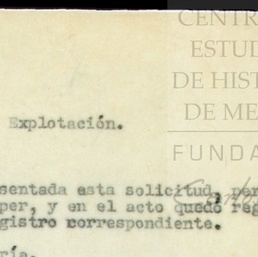 CENTR
ESTUD
DE HIST
DE ME
FUNDA
Explotación.
sentada esta solicitud, per
per, y en el acto quedó reg
gistro correspondiente.
ría.